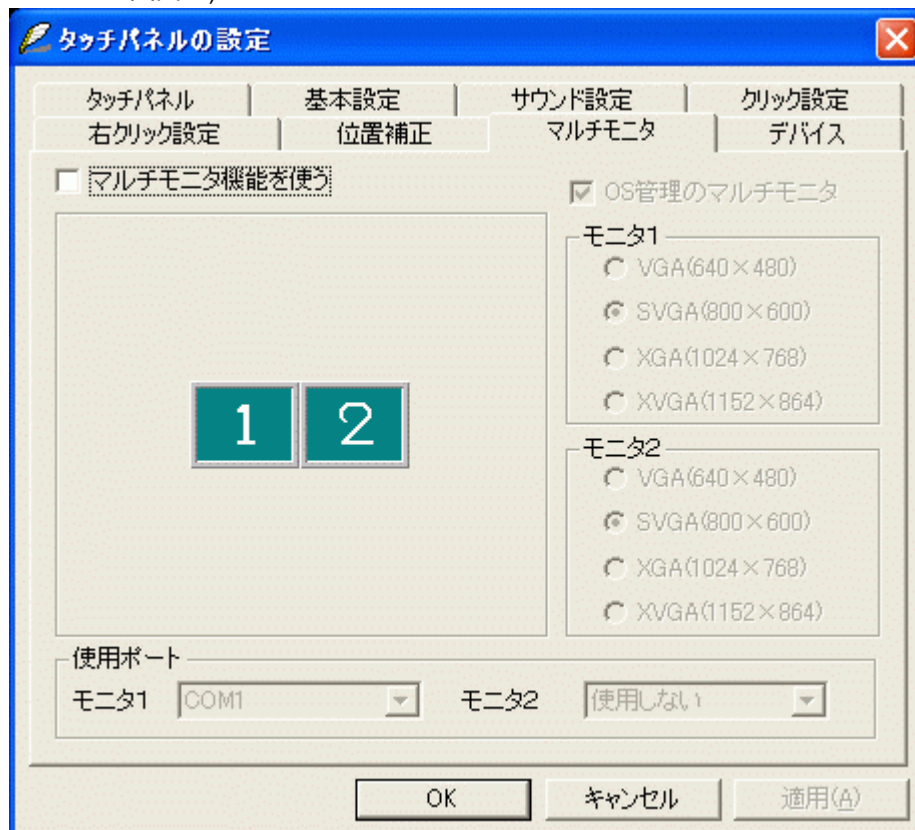 タッチパネルの設定
タッチパネル 基本設定 サウンド設定 クリック設定
右クリック設定 位置補正 マルチモニタ デバイス
マルチモニタ機能を使う
OS管理のマルチモニタ
モニタ1
VGA(640×480)
SVGA(800×600)
XGA(1024×768)
XVGA(1152×864)
1 2
モニタ2
VGA(640×480)
SVGA(800×600)
XGA(1024×768)
XVGA(1152×864)
使用ポート
モニタ1 COM1 モニタ2 使用しない
OK キャンセル 適用(A)